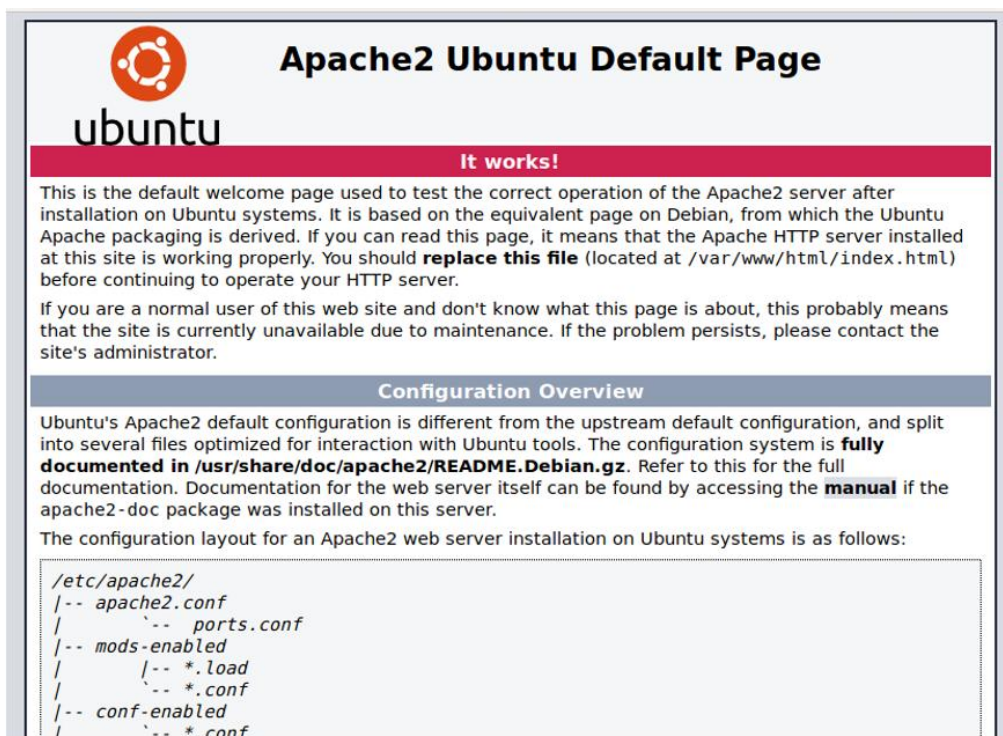 ubuntu
Apache2 Ubuntu Default Page
It works!
This is the default welcome page used to test the correct operation of the Apache2 server after
installation on Ubuntu systems. It is based on the equivalent page on Debian, from which the Ubuntu
Apache packaging is derived. If you can read this page, it means that the Apache HTTP server installed
at this site is working properly. You should replace this file (located at /var/www/html/index.html)
before continuing to operate your HTTP server.
If you are a normal user of this web site and don't know what this page is about, this probably means
that the site is currently unavailable due to maintenance. If the problem persists, please contact the
site's administrator.
Configuration Overview
Ubuntu's Apache2 default configuration is different from the upstream default configuration, and split
into several files optimized for interaction with Ubuntu tools. The configuration system is fully
documented in /usr/share/doc/apache2/README.Debian.gz. Refer to this for the full
documentation. Documentation for the web server itself can be found by accessing the manual if the
apache2-doc package was installed on this server.
The configuration layout for an Apache2 web server installation on Ubuntu systems is as follows:
/etc/apache2/
|-- apache2.conf
|       `--  ports.conf
|-- mods-enabled
|       |-- *.load
|       `-- *.conf
|-- conf-enabled
|       `-- *.conf